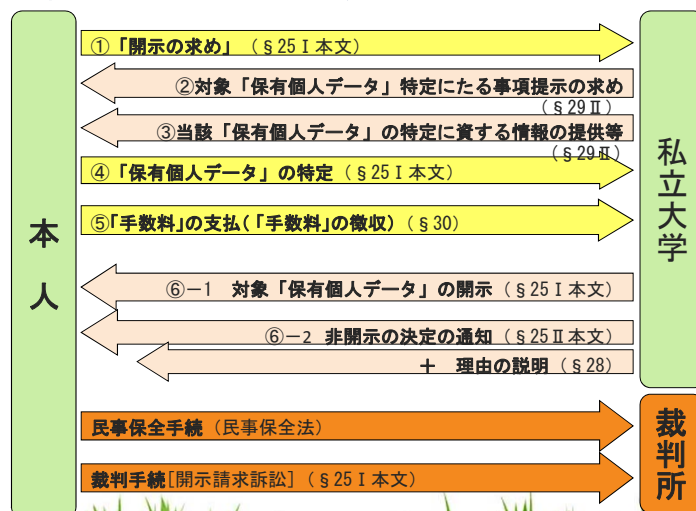 ①「開示の求め」（§25Ⅰ本文）
②対象「保有個人データ」特定にたる事項提示の求め
（§29Ⅱ）
③当該「保有個人データ」の特定に資する情報の提供等
（§29Ⅱ）
④「保有個人データ」の特定（§25Ⅰ本文）
⑤「手数料」の支払(「手数料」の徴収)（§30）
本人
私立大学
⑥－1　対象「保有個人データ」の開示（§25Ⅰ本文）
⑥－2　非開示の決定の通知（§25Ⅱ本文）
＋　理由の説明（§28）
民事保全手続（民事保全法）
裁判手続[開示請求訴訟]（§25Ⅰ本文）
裁判所